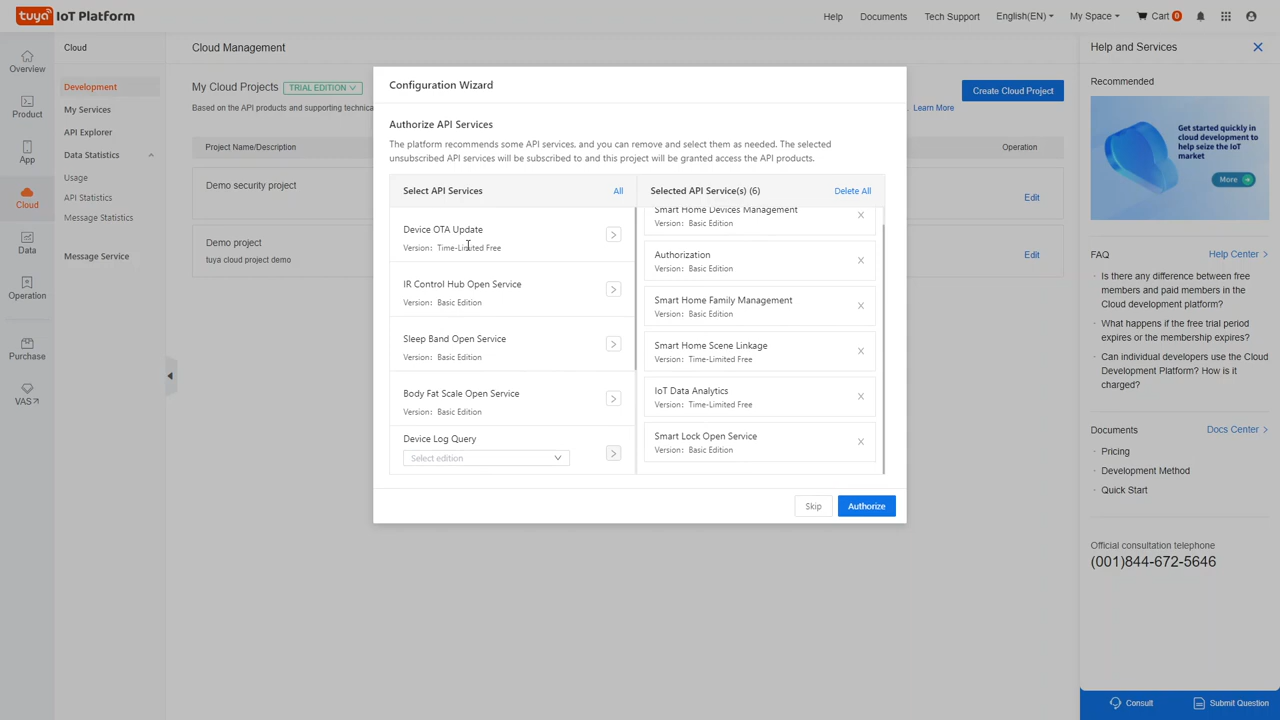 tuya IoT Platform
Help
Documents
Tech Support
English(EN)
My Space
Cart 0
Overview
Product
App
Cloud
Data
Operation
Purchase
VAS
Cloud
Development
My Services
API Explorer
Data Statistics
Usage
API Statistics
Message Statistics
Message Service
Cloud Management
My Cloud Projects TRIAL EDITION
Based on the API products and supporting technica
Learn More
Create Cloud Project
Project Name/Description
Operation
Demo security project
Edit
Demo project
tuya cloud project demo
Edit
Configuration Wizard
Authorize API Services
The platform recommends some API services, and you can remove and select them as needed. The selected
unsubscribed API services will be subscribed to and this project will be granted access the API products.
Select API Services All
Device OTA Update
Version: Time-Limited Free
IR Control Hub Open Service
Version: Basic Edition
Sleep Band Open Service
Version: Basic Edition
Body Fat Scale Open Service
Version: Basic Edition
Device Log Query
Select edition
Selected API Service(s) (6) Delete All
Smart Home Devices Management
Version: Basic Edition
Authorization
Version: Basic Edition
Smart Home Family Management
Version: Basic Edition
Smart Home Scene Linkage
Version: Time-Limited Free
IoT Data Analytics
Version: Time-Limited Free
Smart Lock Open Service
Version: Basic Edition
Skip
Authorize
Help and Services
Recommended
Get started quickly in
cloud development to
help seize the IoT
market
More
FAQ Help Center
· Is there any difference between free
members and paid members in the
Cloud development platform?
· What happens if the free trial period
expires or the membership expires?
· Can individual developers use the Cloud
Development Platform? How is it
charged?
Documents Docs Center
· Pricing
· Development Method
· Quick Start
Official consultation telephone
(001)844-672-5646
Consult
Submit Question